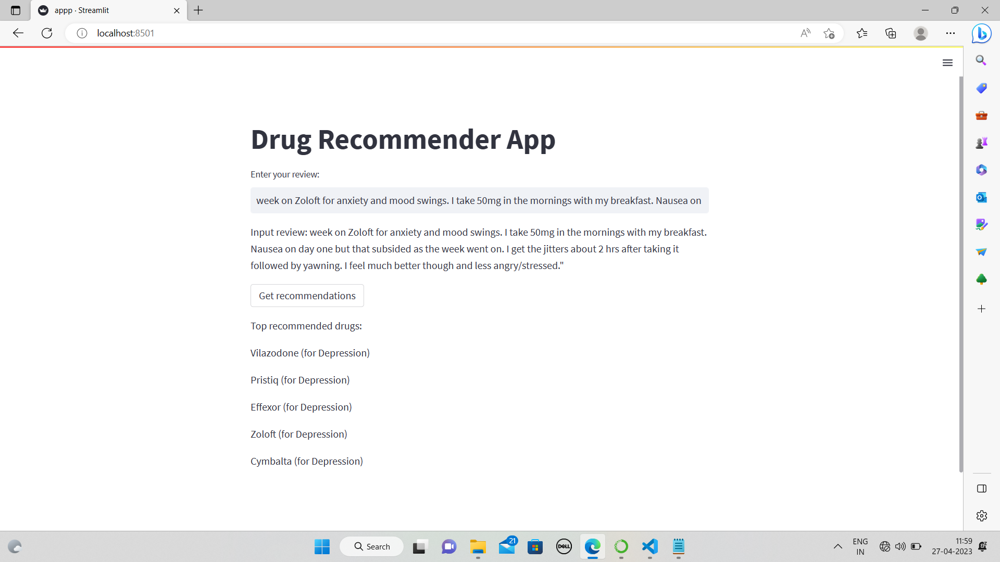 appp · Streamlit
localhost:8501
Drug Recommender App
Enter your review:
week on Zoloft for anxiety and mood swings. I take 50mg in the mornings with my breakfast. Nausea on
Input review: week on Zoloft for anxiety and mood swings. I take 50mg in the mornings with my breakfast.
Nausea on day one but that subsided as the week went on. I get the jitters about 2 hrs after taking it
followed by yawning. I feel much better though and less angry/stressed."
Get recommendations
Top recommended drugs:
Vilazodone (for Depression)
Pristiq (for Depression)
Effexor (for Depression)
Zoloft (for Depression)
Cymbalta (for Depression)
Search
21
DELL
ENG
IN
11:59
27-04-2023